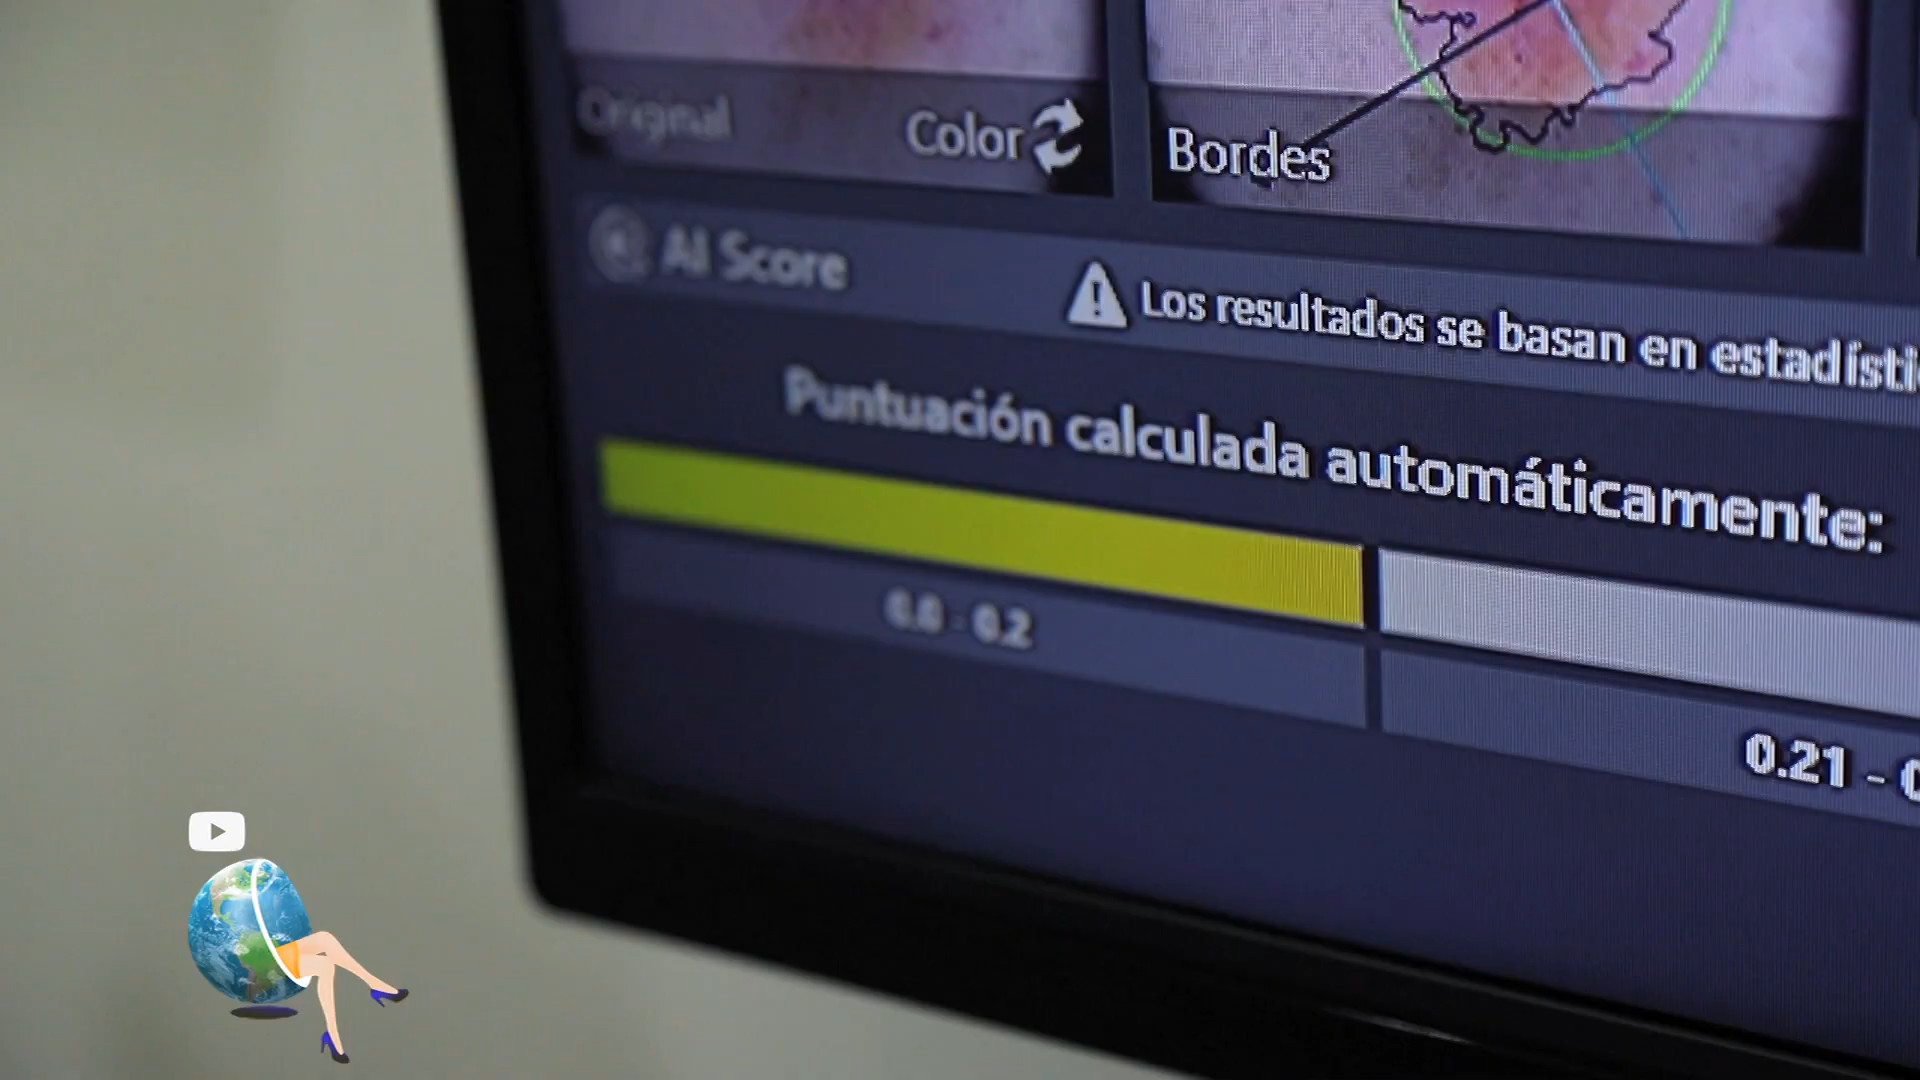 Original
Color
Bordes
AI Score
Los resultados se basan en
Puntuación calculada automáticamente:
0.0 - 0.2
0.21 -